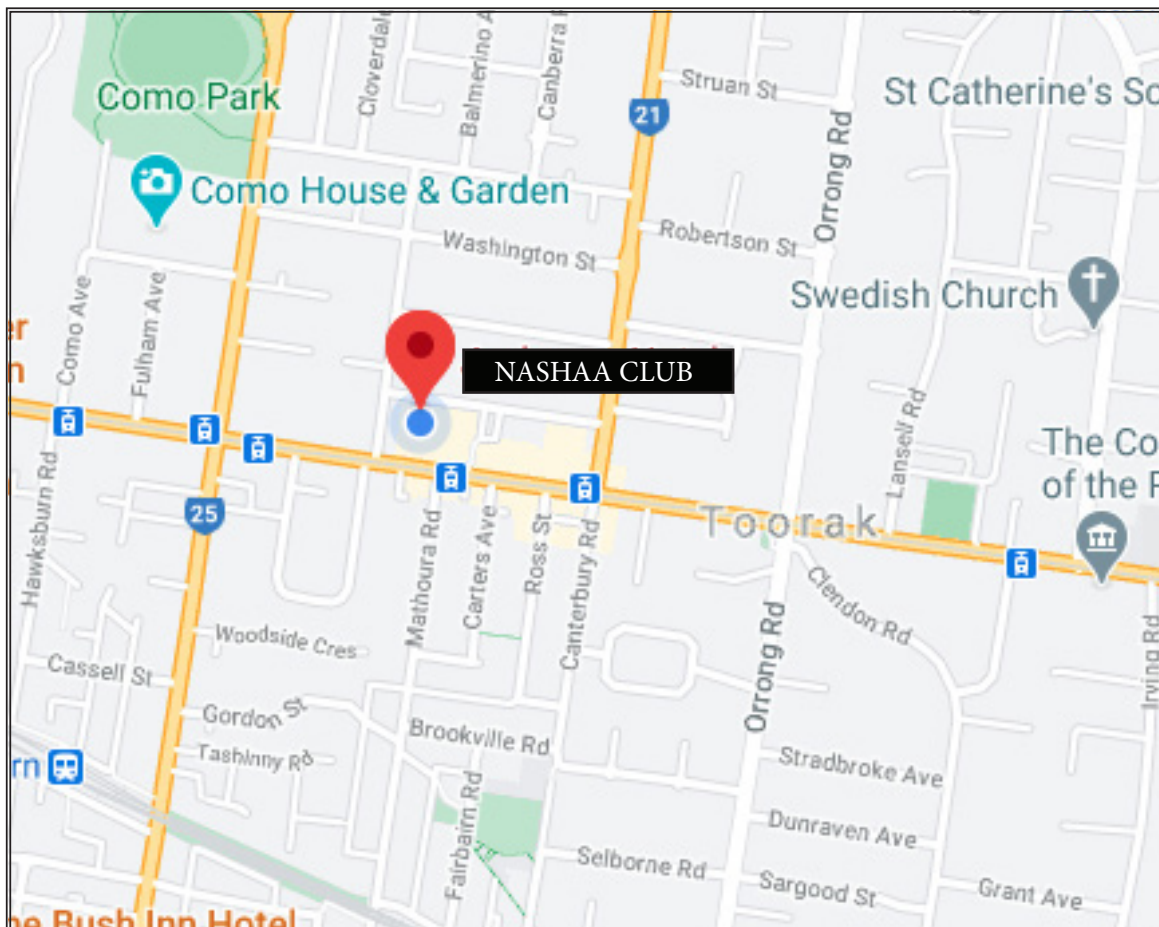 Como Park
Cloverdale
Balmerino A
Canberra
21
Struan St
St Catherine's Sc
Orrong Rd
Como House & Garden
Washington St
Robertson St
Swedish Church
Como Ave
Fulham Ave
er
n
NASHAA CLUB
Lansell Rd
The Co
of the
25
Toorak
Hawksburn Rd
Mathoura Rd
Carters Ave
Ross St
Canterbury Rd
Clendon Rd
Orrong Rd
Irving Rd
Woodside Cres
Cassell St
Gordon St
Brookville Rd
Tashinny Rd
rn
Stradbroke Ave
Fairbairn Rd
Dunraven Ave
Selborne Rd
Sargood St
Grant Ave
ne Bush Inn Hotel